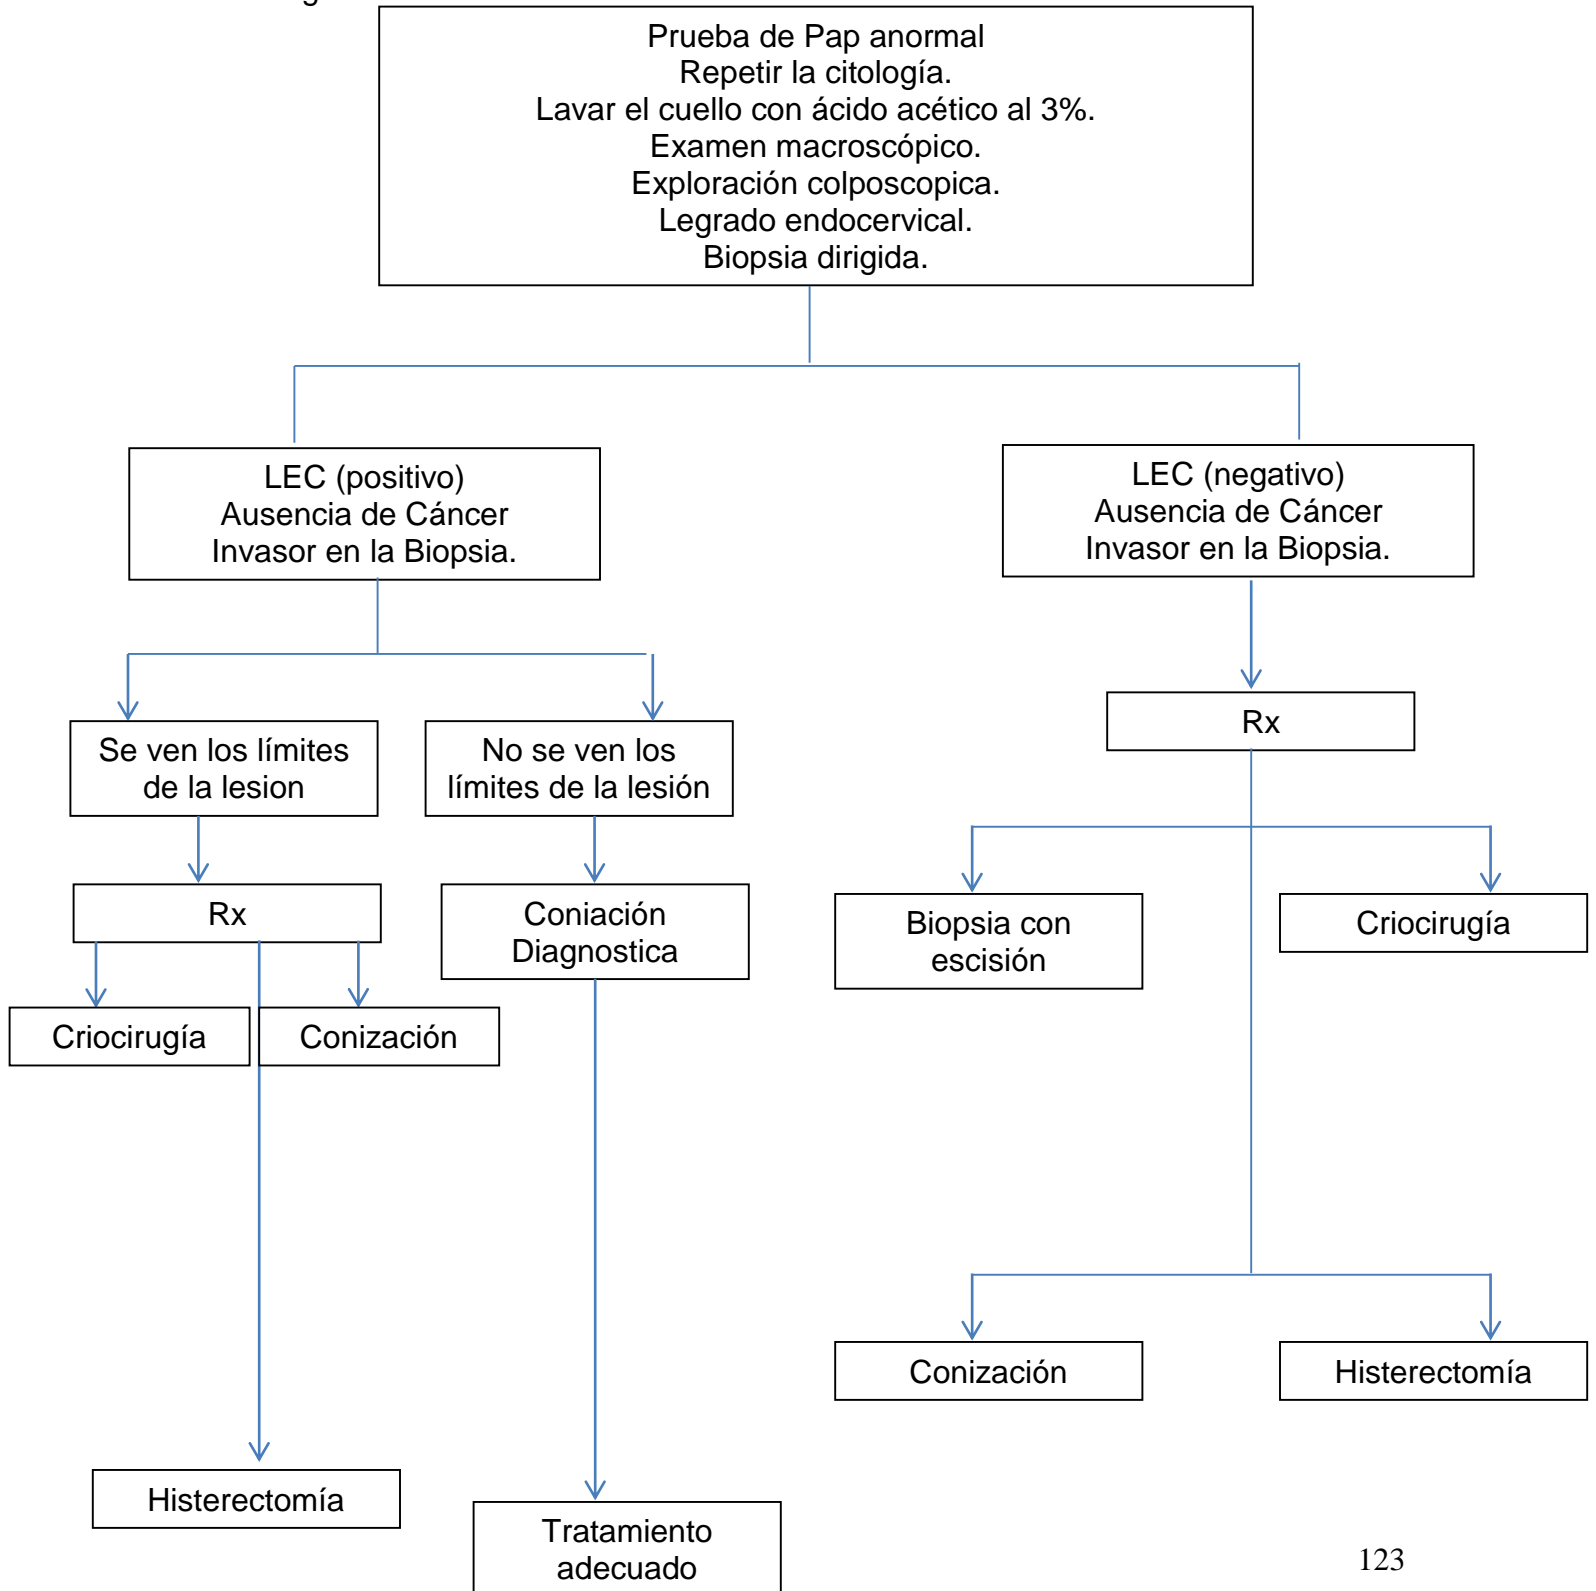 Prueba de Pap anormal
Repetir la citología.
Lavar el cuello con ácido acético al 3%.
Examen macroscópico.
Exploración colposcopica.
Legrado endocervical.
Biopsia dirigida.
LEC (positivo)
Ausencia de Cáncer
Invasor en la Biopsia.
LEC (negativo)
Ausencia de Cáncer
Invasor en la Biopsia.
Se ven los límites
de la lesion
No se ven los
límites de la lesión
Rx
Rx
Coniación
Diagnostica
Biopsia con
escisión
Criocirugía
Criocirugía
Conización
Conización
Histerectomía
Histerectomía
Tratamiento
adecuado
123